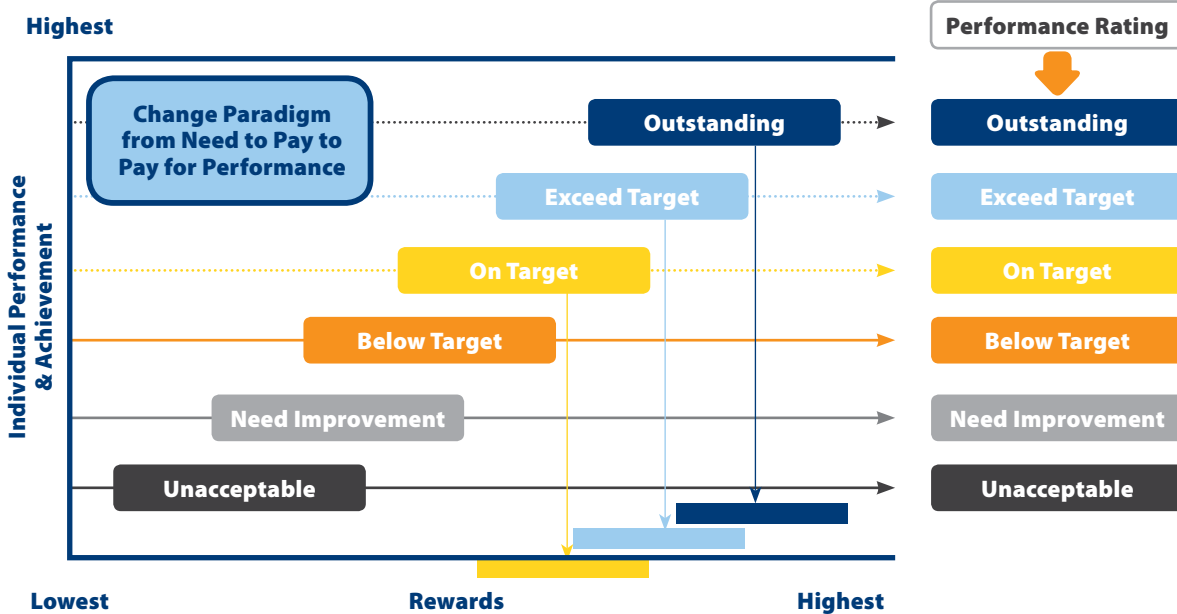 Highest
Performance Rating
Change Paradigm
from Need to Pay to
Pay for Performance
Outstanding
Outstanding
Exceed Target
Exceed Target
On Target
On Target
Below Target
Below Target
Need Improvement
Need Improvement
Unacceptable
Unacceptable
Individual Performance
& Achievement
Lowest
Rewards
Highest